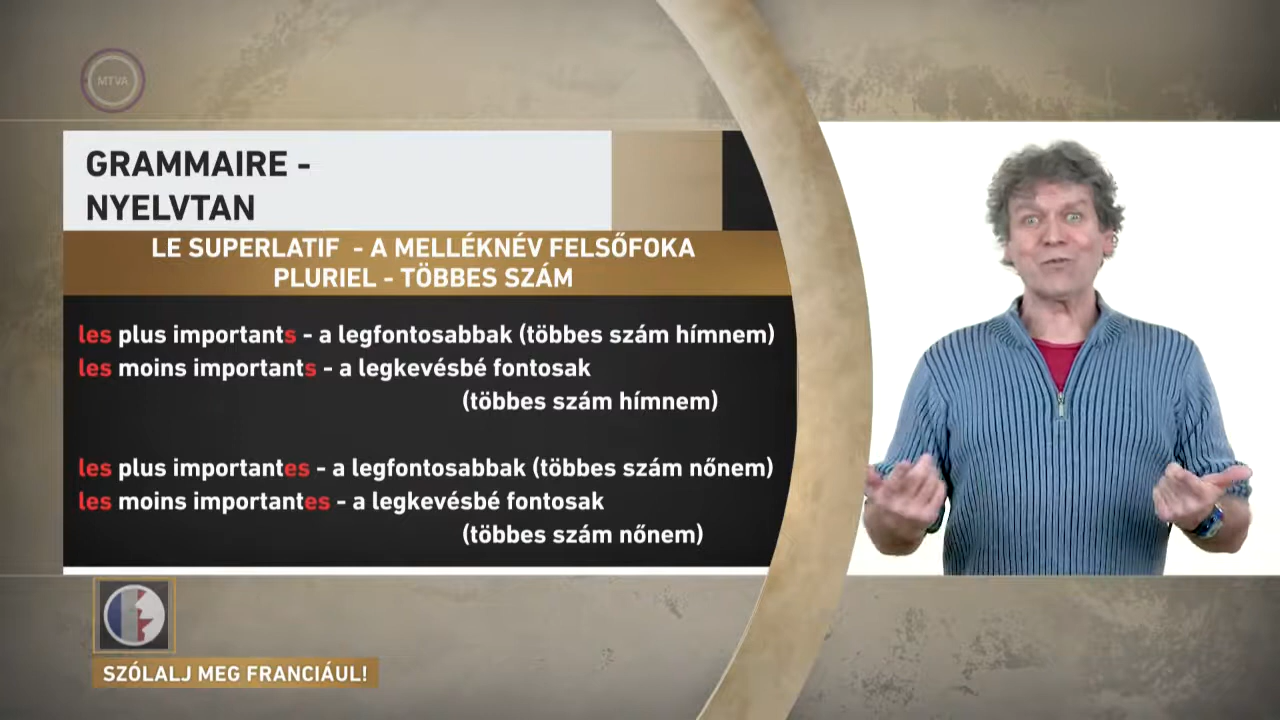 MTVA
GRAMMAIRE -
NYELVTAN
LE SUPERLATIF - A MELLÉKNÉV FELSŐFOKA
PLURIEL - TÖBBES SZÁM
les plus importants - a legfontosabbak (többes szám hímnem)
les moins importants - a legkevésbé fontosak
(többes szám hímnem)
les plus importantes - a legfontosabbak (többes szám nőnem)
les moins importantes - a legkevésbé fontosak
(többes szám nőnem)
SZÓLALJ MEG FRANCIÁUL!